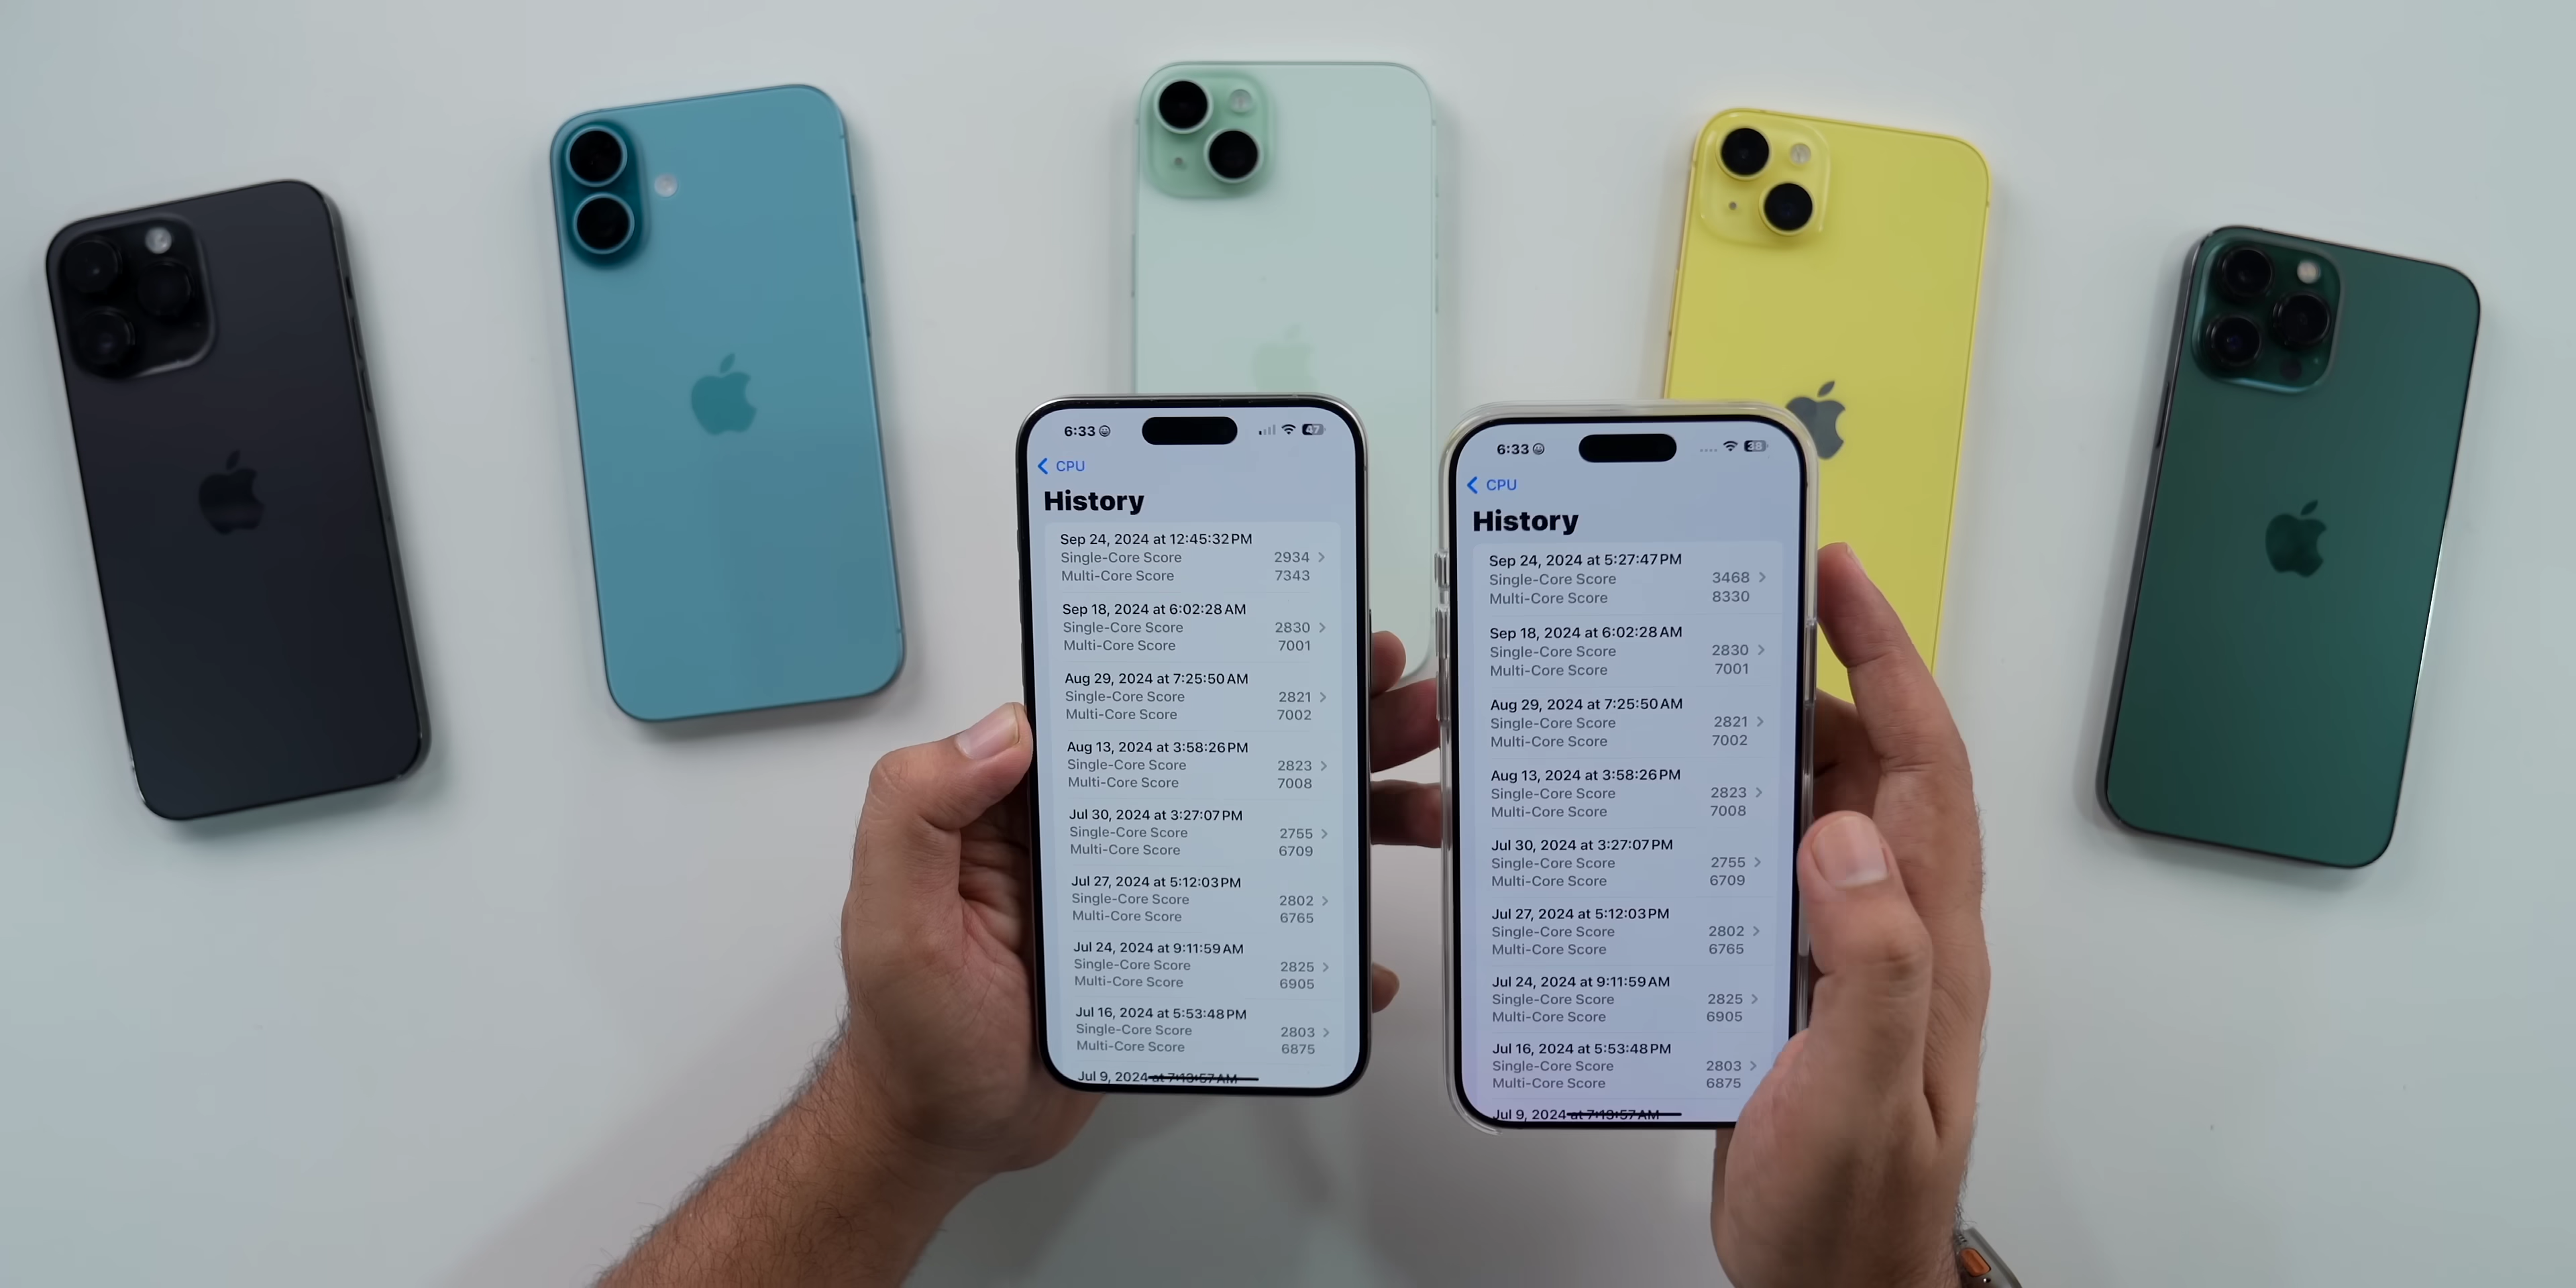 6:33
47
CPU
History
Sep 24, 2024 at 12:45:32 PM
Single-Core Score 2934
Multi-Core Score 7343
Sep 18, 2024 at 6:02:28 AM
Single-Core Score 2830
Multi-Core Score 7001
Aug 29, 2024 at 7:25:50 AM
Single-Core Score 2821
Multi-Core Score 7002
Aug 13, 2024 at 3:58:26 PM
Single-Core Score 2823
Multi-Core Score 7008
Jul 30, 2024 at 3:27:07 PM
Single-Core Score 2755
Multi-Core Score 6709
Jul 27, 2024 at 5:12:03 PM
Single-Core Score 2802
Multi-Core Score 6765
Jul 24, 2024 at 9:11:59 AM
Single-Core Score 2825
Multi-Core Score 6905
Jul 16, 2024 at 5:53:48 PM
Single-Core Score 2803
Multi-Core Score 6875
Jul 9, 2024 at 7:13:57 AM
6:33
38
CPU
History
Sep 24, 2024 at 5:27:47 PM
Single-Core Score 3468
Multi-Core Score 8330
Sep 18, 2024 at 6:02:28 AM
Single-Core Score 2830
Multi-Core Score 7001
Aug 29, 2024 at 7:25:50 AM
Single-Core Score 2821
Multi-Core Score 7002
Aug 13, 2024 at 3:58:26 PM
Single-Core Score 2823
Multi-Core Score 7008
Jul 30, 2024 at 3:27:07 PM
Single-Core Score 2755
Multi-Core Score 6709
Jul 27, 2024 at 5:12:03 PM
Single-Core Score 2802
Multi-Core Score 6765
Jul 24, 2024 at 9:11:59 AM
Single-Core Score 2825
Multi-Core Score 6905
Jul 16, 2024 at 5:53:48 PM
Single-Core Score 2803
Multi-Core Score 6875
Jul 9, 2024 at 7:13:57 AM